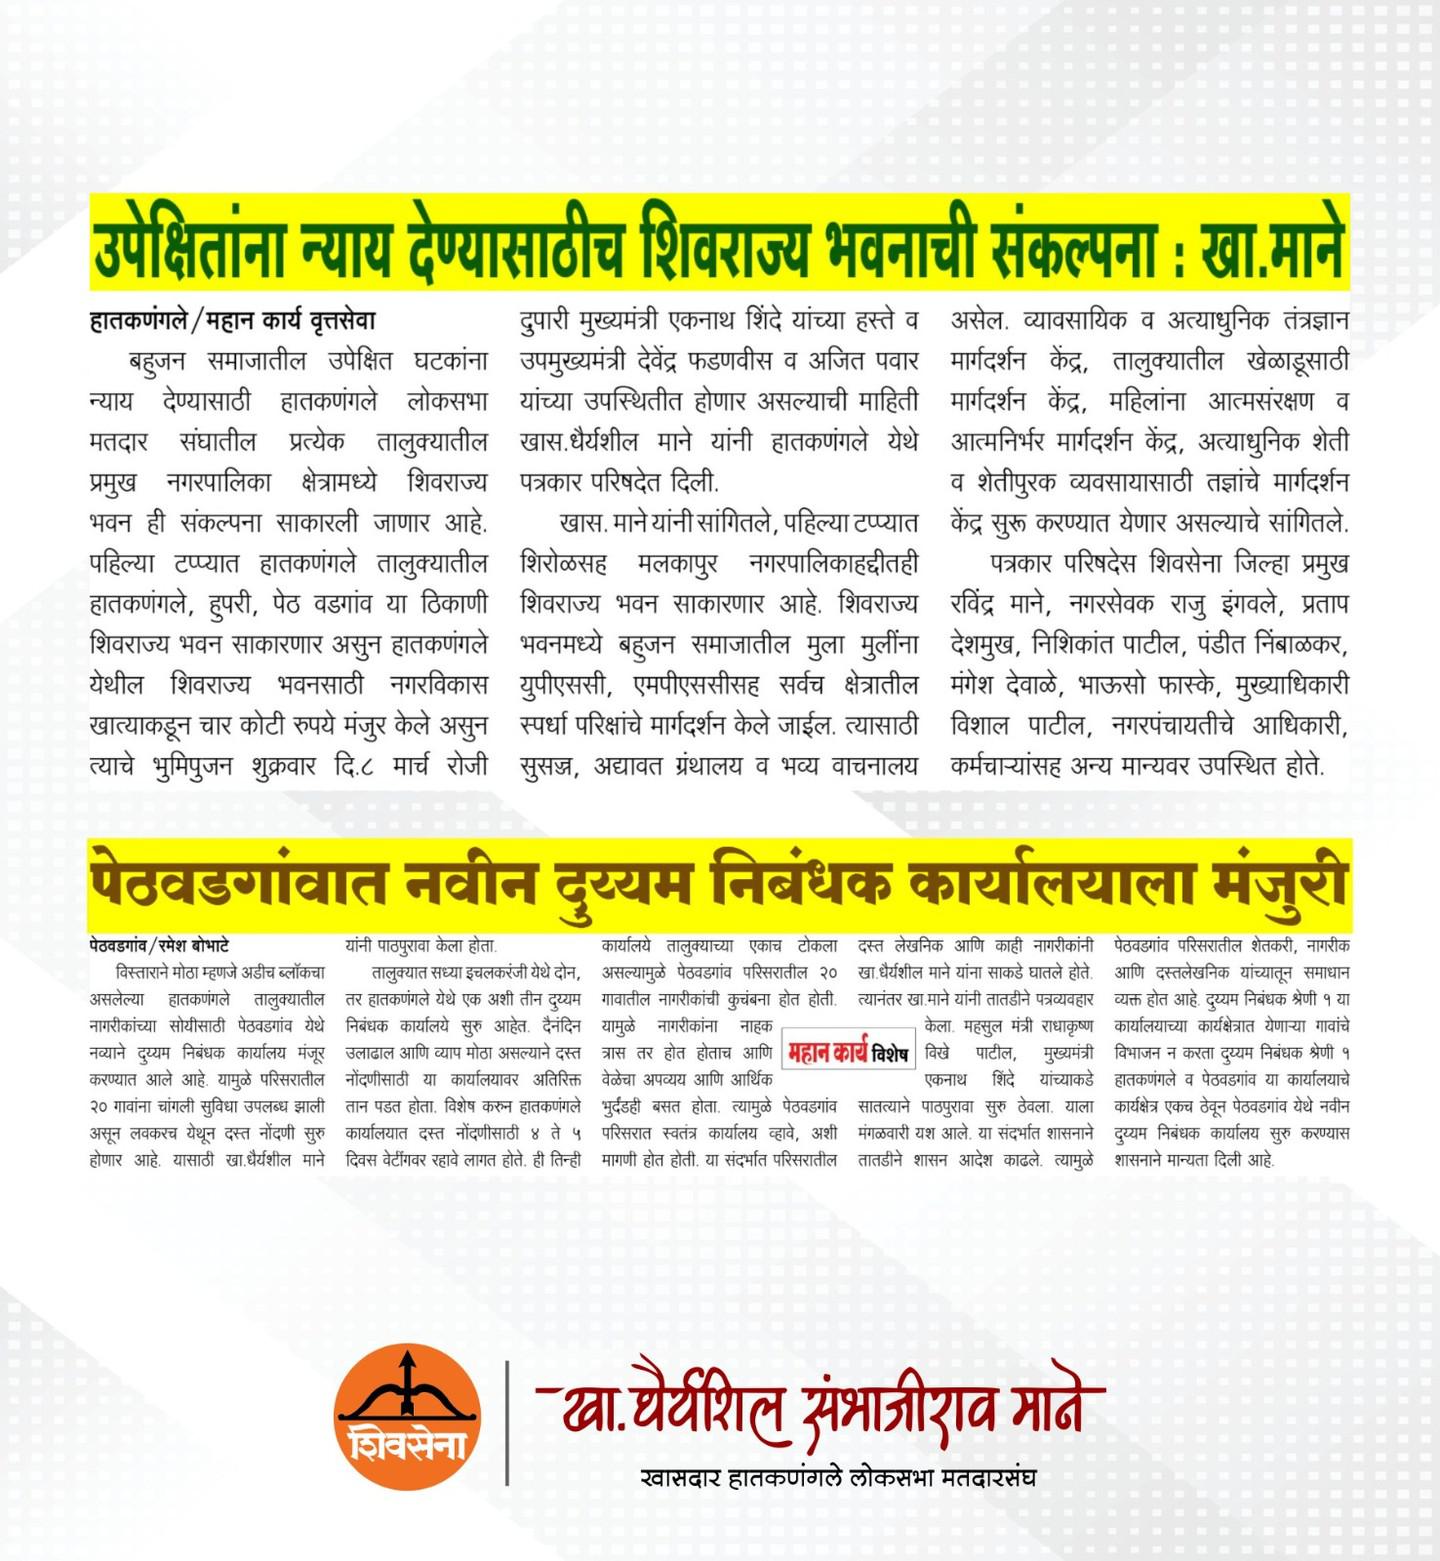 उपेक्षितांना न्याय देण्यासाठीच शिवराज्य भवनाची संकल्पना : खा.माने
हातकणंगले/महान कार्य वृत्तसेवा
बहुजन समाजातील उपेक्षित घटकांना
न्याय देण्यासाठी हातकणंगले लोकसभा
मतदार संघातील प्रत्येक तालुक्यातील
प्रमुख नगरपालिका क्षेत्रामध्ये शिवराज्य
भवन ही संकल्पना साकारली जाणार आहे.
पहिल्या टप्प्यात हातकणंगले तालुक्यातील
हातकणंगले, हुपरी, पेठ वडगांव या ठिकाणी
शिवराज्य भवन साकारणार असुन हातकणंगले
येथील शिवराज्य भवनसाठी नगरविकास
खात्याकडून चार कोटी रुपये मंजुर केले असुन
त्याचे भुमिपुजन शुक्रवार दि.८ मार्च रोजी
दुपारी मुख्यमंत्री एकनाथ शिंदे यांच्या हस्ते व
उपमुख्यमंत्री देवेंद्र फडणवीस व अजित पवार
यांच्या उपस्थितीत होणार असल्याची माहिती
खास.धैर्यशील माने यांनी हातकणंगले येथे
पत्रकार परिषदेत दिली.
खास. माने यांनी सांगितले, पहिल्या टप्प्यात
शिरोळसह मलकापुर नगरपालिकाहद्दीतही
शिवराज्य भवन साकारणार आहे. शिवराज्य
भवनमध्ये बहुजन समाजातील मुला मुलींना
युपीएससी, एमपीएससीसह सर्वच क्षेत्रातील
स्पर्धा परिक्षांचे मार्गदर्शन केले जाईल. त्यासाठी
सुसज्ज, अद्यावत ग्रंथालय व भव्य वाचनालय
असेल. व्यावसायिक व अत्याधुनिक तंत्रज्ञान
मार्गदर्शन केंद्र, तालुक्यातील खेळाडूसाठी
मार्गदर्शन केंद्र, महिलांना आत्मसंरक्षण व
आत्मनिर्भर मार्गदर्शन केंद्र, अत्याधुनिक शेती
व शेतीपुरक व्यवसायासाठी तज्ञांचे मार्गदर्शन
केंद्र सुरू करण्यात येणार असल्याचे सांगितले.
पत्रकार परिषदेस शिवसेना जिल्हा प्रमुख
रविंद्र माने, नगरसेवक राजु इंगवले, प्रताप
देशमुख, निशिकांत पाटील, पंडीत निंबाळकर,
मंगेश देवाळे, भाऊसो फास्के, मुख्याधिकारी
विशाल पाटील, नगरपंचायतीचे आधिकारी,
कर्मचाऱ्यांसह अन्य मान्यवर उपस्थित होते.
पेठवडगांवात नवीन दुय्यम निबंधक कार्यालयाला मंजुरी
पेठवडगांव/रमेश बोभाटे
विस्ताराने मोठा म्हणजे अडीच ब्लॉकचा
असलेल्या हातकणंगले तालुक्यातील
नागरीकांच्या सोयीसाठी पेठवडगांव येथे
नव्याने दुय्यम निबंधक कार्यालय मंजूर
करण्यात आले आहे. यामुळे परिसरातील
२० गावांना चांगली सुविधा उपलब्ध झाली
असून लवकरच येथून दस्त नोंदणी सुरु
होणार आहे. यासाठी खा.धैर्यशील माने
यांनी पाठपुरावा केला होता.
तालुक्यात सध्या इचलकरंजी येथे दोन,
तर हातकणंगले येथे एक अशी तीन दुय्यम
निबंधक कार्यालये सुरु आहेत. दैनंदिन
उलाढाल आणि व्याप मोठा असल्याने दस्त
नोंदणीसाठी या कार्यालयावर अतिरिक्त
तान पडत होता. विशेष करुन हातकणंगले
कार्यालयात दस्त नोंदणीसाठी ४ ते ५
दिवस वेटींगवर रहावे लागत होते. ही तिन्ही
कार्यालये तालुक्याच्या एकाच टोकला
असल्यामुळे पेठवडगांव परिसरातील २०
गावातील नागरीकांची कुचंबना होत होती.
यामुळे नागरीकांना नाहक
त्रास तर होत होताच आणि
वेळेचा अपव्यय आणि आर्थिक
भुर्दंडही बसत होता. त्यामुळे पेठवडगांव
परिसरात स्वतंत्र कार्यालय व्हावे, अशी
मागणी होत होती. या संदर्भात परिसरातील
महान कार्य विशेष
दस्त लेखनिक आणि काही नागरीकांनी
खा.धैर्यशील माने यांना साकडे घातले होते.
त्यानंतर खा.माने यांनी तातडीने पत्रव्यवहार
केला. महसुल मंत्री राधाकृष्ण
विखे पाटील, मुख्यमंत्री
एकनाथ शिंदे यांच्याकडे
सातत्याने पाठपुरावा सुरु ठेवला. याला
मंगळवारी यश आले. या संदर्भात शासनाने
तातडीने शासन आदेश काढले. त्यामुळे
पेठवडगांव परिसरातील शेतकरी, नागरीक
आणि दस्तलेखनिक यांच्यातून समाधान
व्यक्त होत आहे. दुय्यम निबंधक श्रेणी १ या
कार्यालयाच्या कार्यक्षेत्रात येणाऱ्या गावांचे
विभाजन न करता दुय्यम निबंधक श्रेणी १
हातकणंगले व पेठवडगांव या कार्यालयाचे
कार्यक्षेत्र एकच ठेवून पेठवडगांव येथे नवीन
दुय्यम निबंधक कार्यालय सुरु करण्यास
शासनाने मान्यता दिली आहे.
शिवसेना
खा.धैर्यशिल संभाजीराव माने
खासदार हातकणंगले लोकसभा मतदारसंघ